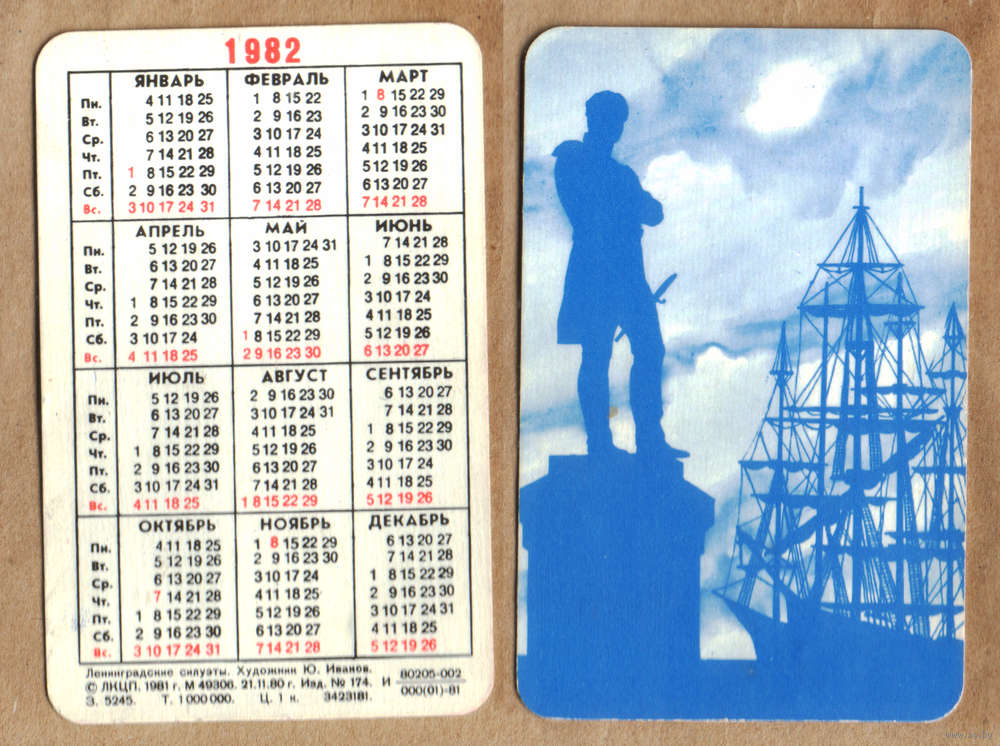 1982
ЯНВАРЬ ФЕВРАЛЬ МАРТ
Пн. 4 11 18 25 1 8 15 22 1 8 15 22 29
Вт. 5 12 19 26 2 9 16 23 2 9 16 23 30
Ср. 6 13 20 27 3 10 17 24 3 10 17 24 31
Чт. 7 14 21 28 4 11 18 25 4 11 18 25
Пт. 1 8 15 22 29 5 12 19 26 5 12 19 26
Сб. 2 9 16 23 30 6 13 20 27 6 13 20 27
Вс. 3 10 17 24 31 7 14 21 28 7 14 21 28
АПРЕЛЬ МАЙ ИЮНЬ
Пн. 5 12 19 26 3 10 17 24 31 7 14 21 28
Вт. 6 13 20 27 4 11 18 25 1 8 15 22 29
Ср. 7 14 21 28 5 12 19 26 2 9 16 23 30
Чт. 1 8 15 22 29 6 13 20 27 3 10 17 24
Пт. 2 9 16 23 30 7 14 21 28 4 11 18 25
Сб. 3 10 17 24 1 8 15 22 29 5 12 19 26
Вс. 4 11 18 25 2 9 16 23 30 6 13 20 27
ИЮЛЬ АВГУСТ СЕНТЯБРЬ
Пн. 5 12 19 26 2 9 16 23 30 6 13 20 27
Вт. 6 13 20 27 3 10 17 24 31 7 14 21 28
Ср. 7 14 21 28 4 11 18 25 1 8 15 22 29
Чт. 1 8 15 22 29 5 12 19 26 2 9 16 23 30
Пт. 2 9 16 23 30 6 13 20 27 3 10 17 24
Сб. 3 10 17 24 31 7 14 21 28 4 11 18 25
Вс. 4 11 18 25 1 8 15 22 29 5 12 19 26
ОКТЯБРЬ НОЯБРЬ ДЕКАБРЬ
Пн. 4 11 18 25 1 8 15 22 29 6 13 20 27
Вт. 5 12 19 26 2 9 16 23 30 7 14 21 28
Ср. 6 13 20 27 3 10 17 24 1 8 15 22 29
Чт. 7 14 21 28 4 11 18 25 2 9 16 23 30
Пт. 1 8 15 22 29 5 12 19 26 3 10 17 24 31
Сб. 2 9 16 23 30 6 13 20 27 4 11 18 25
Вс. 3 10 17 24 31 7 14 21 28 5 12 19 26
Ленинградские силуэты. Художник Ю. Иванов.
© ЛКЦП, 1981 г. М 49306. 21.11.80 г. Изд. № 174. И 80205-002
000(01)-81
З. 5245. Т. 1 000 000. Ц. 1 к. 3423181.